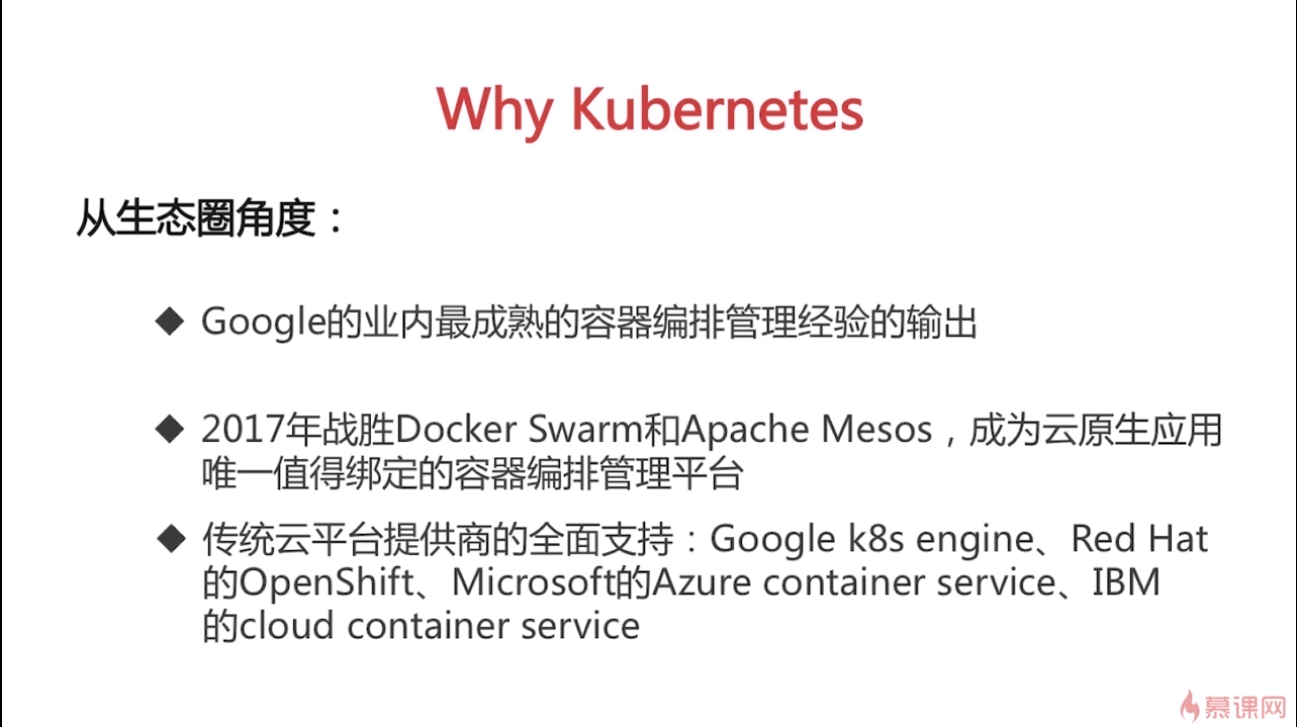 Why Kubernetes
从生态圈角度：
◆ Google的业内最成熟的容器编排管理经验的输出
◆ 2017年战胜Docker Swarm和Apache Mesos，成为云原生应用
唯一值得绑定的容器编排管理平台
◆ 传统云平台提供商的全面支持：Google k8s engine、Red Hat
的OpenShift、Microsoft的Azure container service、IBM
的cloud container service
慕课网